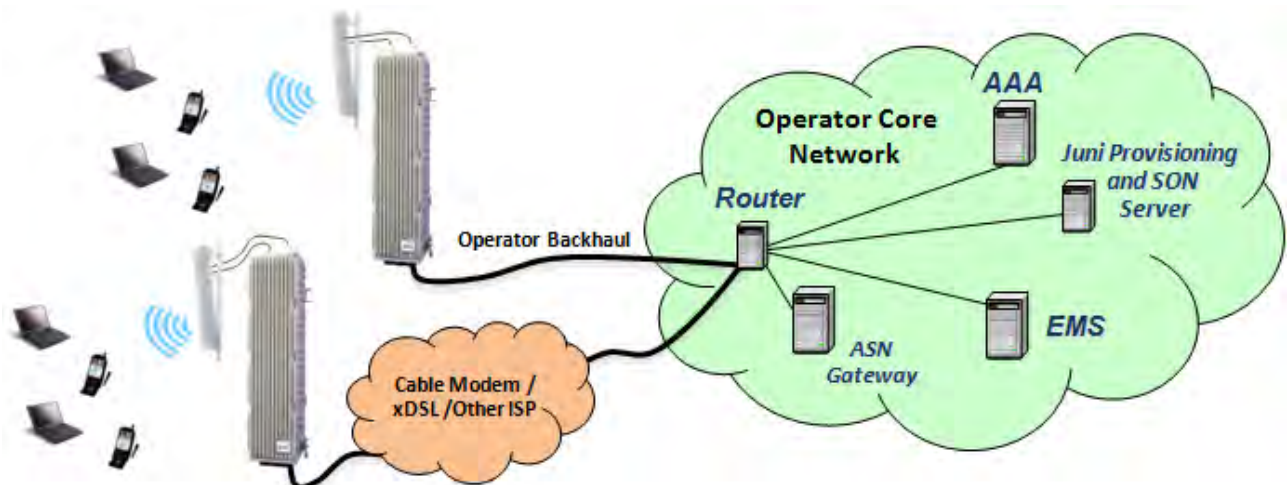 AAA
Operator Core
Network
Juni Provisioning
and SON
Server
Router
Operator Backhaul
EMS
ASN
Gateway
Cable Modem /
xDSL /Other ISP